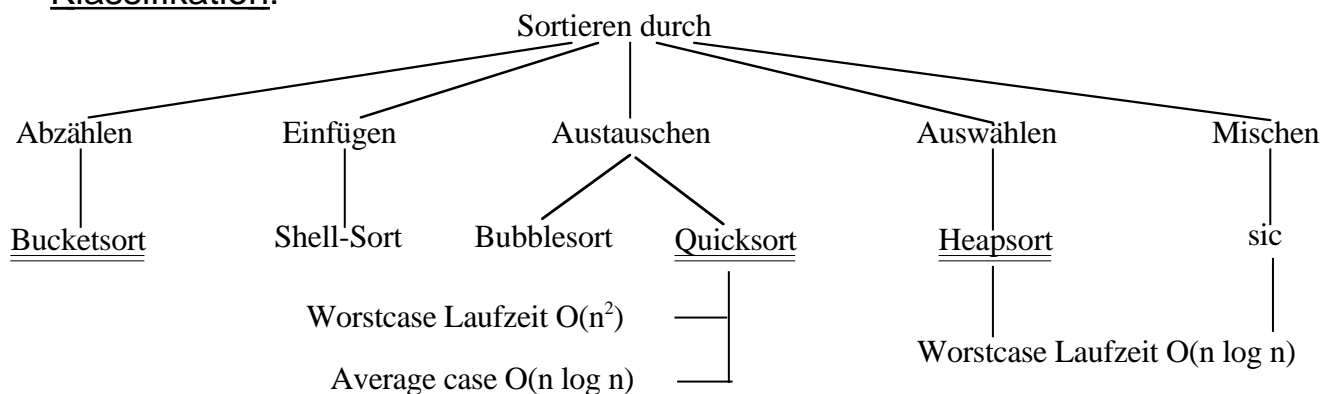 Klassifikation:
Sortieren durch
Abzählen Einfügen Austauschen Auswählen Mischen
Bucketsort Shell-Sort Bubblesort Quicksort Heapsort sic
Worstcase Laufzeit O(n²)
Worstcase Laufzeit O(n log n)
Average case O(n log n)